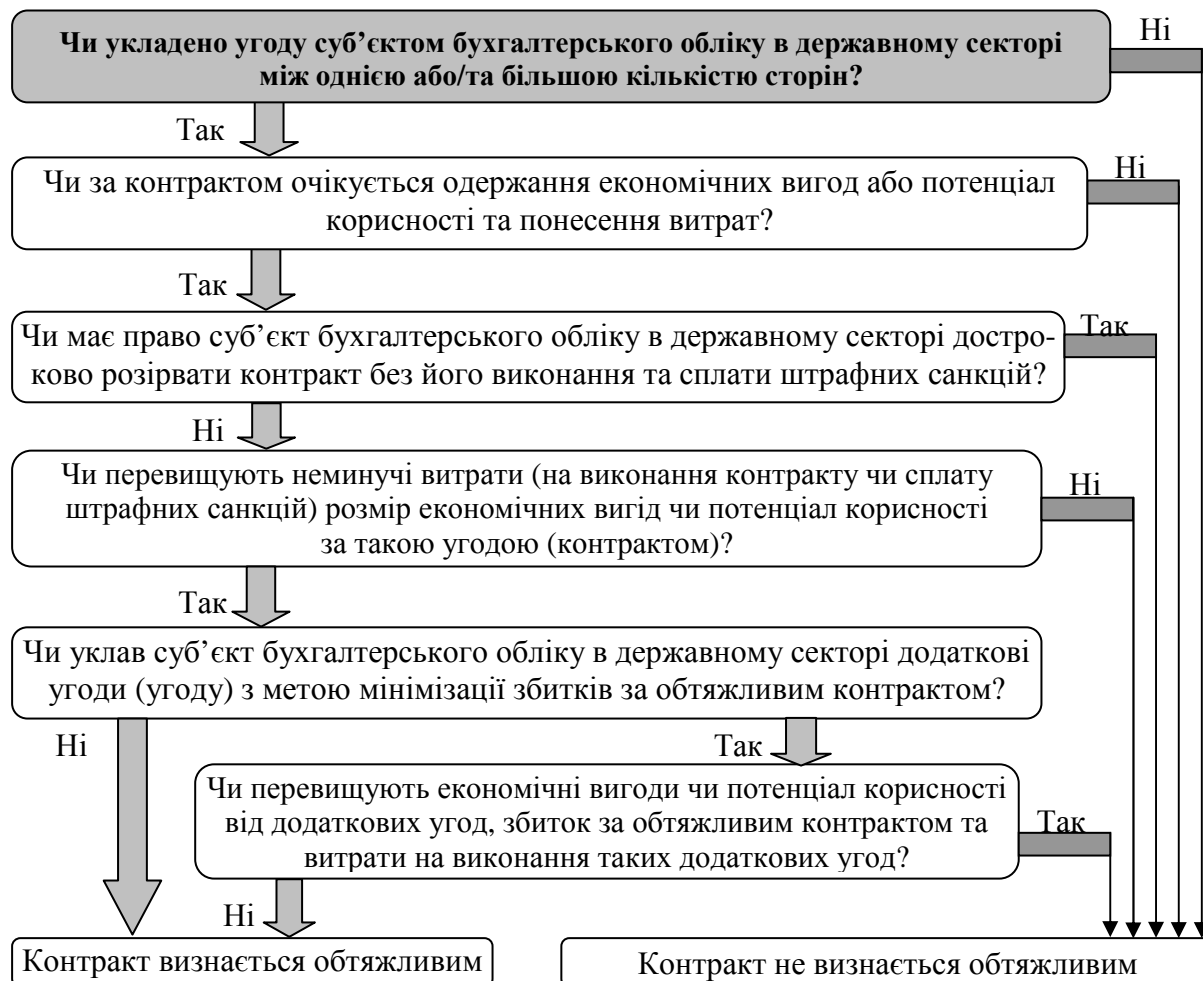 Чи укладено угоду суб’єктом бухгалтерського обліку в державному секторі
між однією або/та більшою кількістю сторін?
Ні
Так
Чи за контрактом очікується одержання економічних вигод або потенціал
корисності та понесення витрат?
Ні
Так
Чи має право суб’єкт бухгалтерського обліку в державному секторі достро-
ково розірвати контракт без його виконання та сплати штрафних санкцій?
Так
Ні
Чи перевищують неминучі витрати (на виконання контракту чи сплату
штрафних санкцій) розмір економічних вигід чи потенціал корисності
за такою угодою (контрактом)?
Ні
Так
Чи уклав суб’єкт бухгалтерського обліку в державному секторі додаткові
угоди (угоду) з метою мінімізації збитків за обтяжливим контрактом?
Ні
Так
Чи перевищують економічні вигоди чи потенціал корисності
від додаткових угод, збиток за обтяжливим контрактом та
витрати на виконання таких додаткових угод?
Так
Ні
Контракт визнається обтяжливим
Контракт не визнається обтяжливим